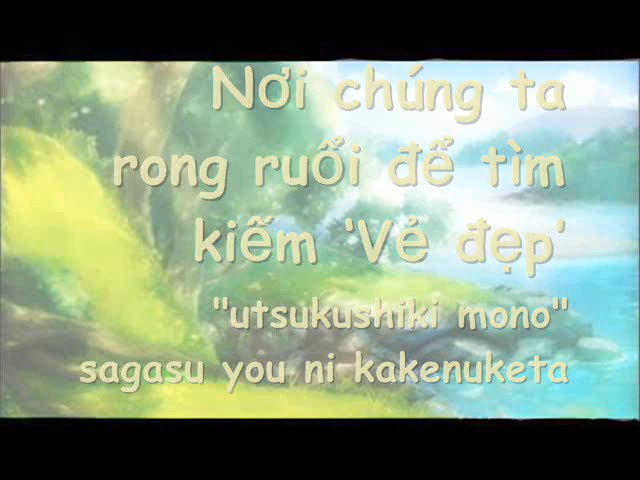 Nơi chúng ta
rong ruổi để tìm
kiếm 'Vẻ đẹp'
"utsukushiki mono"
sagasu you ni kakenuketa